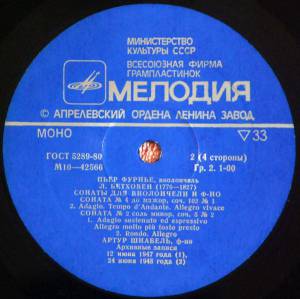 МИНИСТЕРСТВО
КУЛЬТУРЫ СССР
ВСЕСОЮЗНАЯ ФИРМА
ГРАМПЛАСТИНОК
МЕЛОДИЯ
© АПРЕЛЕВСКИЙ ОРДЕНА ЛЕНИНА ЗАВОД
МОНО ▽33
ГОСТ 5289-80 2 (4 стороны)
М10—42566 Гр. 2. 1-00
ПЬЕР ФУРНЬЕ, виолончель
Л. БЕТХОВЕН (1770—1827)
СОНАТЫ ДЛЯ ВИОЛОНЧЕЛИ И Ф-НО
СОНАТА № 4 до мажор, соч. 102 № 1
2. Adagio. Tempo d'Andante. Allegro vivace
СОНАТА № 2 соль минор, соч. 5 № 2
1. Adagio sostenuto ed espressivo
Allegro molto più tosto presto
2. Rondo. Allegro
АРТУР ШНАБЕЛЬ, ф-но
Архивные записи
12 июня 1947 года (1),
24 июня 1948 года (2)